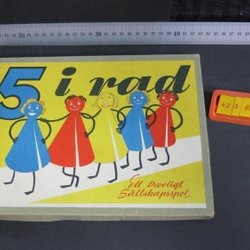 5 i rad
Ett trevligt
Sällskapsspel